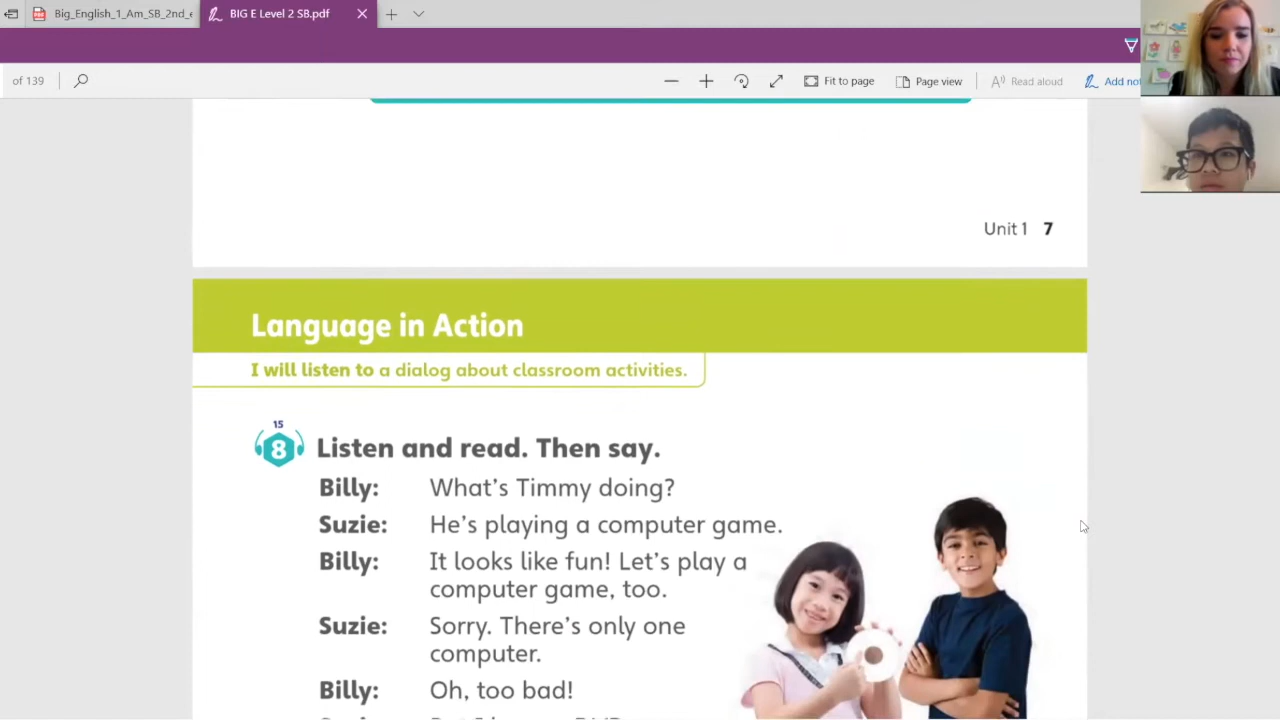 Big_English_1_Am_SB_2nd_e
BIG E Level 2 SB.pdf
of 139
Fit to page
Page view
Read aloud
Add
Unit 1 7
Language in Action
I will listen to a dialog about classroom activities.
15
8 Listen and read. Then say.
Billy: What's Timmy doing?
Suzie: He's playing a computer game.
Billy: It looks like fun! Let's play a
computer game, too.
Suzie: Sorry. There's only one
computer.
Billy: Oh, too bad!